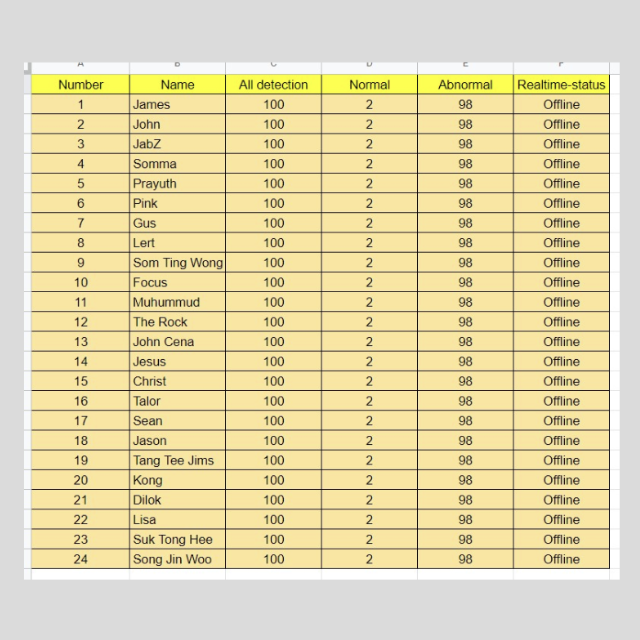 A B C D E F
Number Name All detection Normal Abnormal Realtime-status
1 James 100 2 98 Offline
2 John 100 2 98 Offline
3 JabZ 100 2 98 Offline
4 Somma 100 2 98 Offline
5 Prayuth 100 2 98 Offline
6 Pink 100 2 98 Offline
7 Gus 100 2 98 Offline
8 Lert 100 2 98 Offline
9 Som Ting Wong 100 2 98 Offline
10 Focus 100 2 98 Offline
11 Muhummud 100 2 98 Offline
12 The Rock 100 2 98 Offline
13 John Cena 100 2 98 Offline
14 Jesus 100 2 98 Offline
15 Christ 100 2 98 Offline
16 Talor 100 2 98 Offline
17 Sean 100 2 98 Offline
18 Jason 100 2 98 Offline
19 Tang Tee Jims 100 2 98 Offline
20 Kong 100 2 98 Offline
21 Dilok 100 2 98 Offline
22 Lisa 100 2 98 Offline
23 Suk Tong Hee 100 2 98 Offline
24 Song Jin Woo 100 2 98 Offline